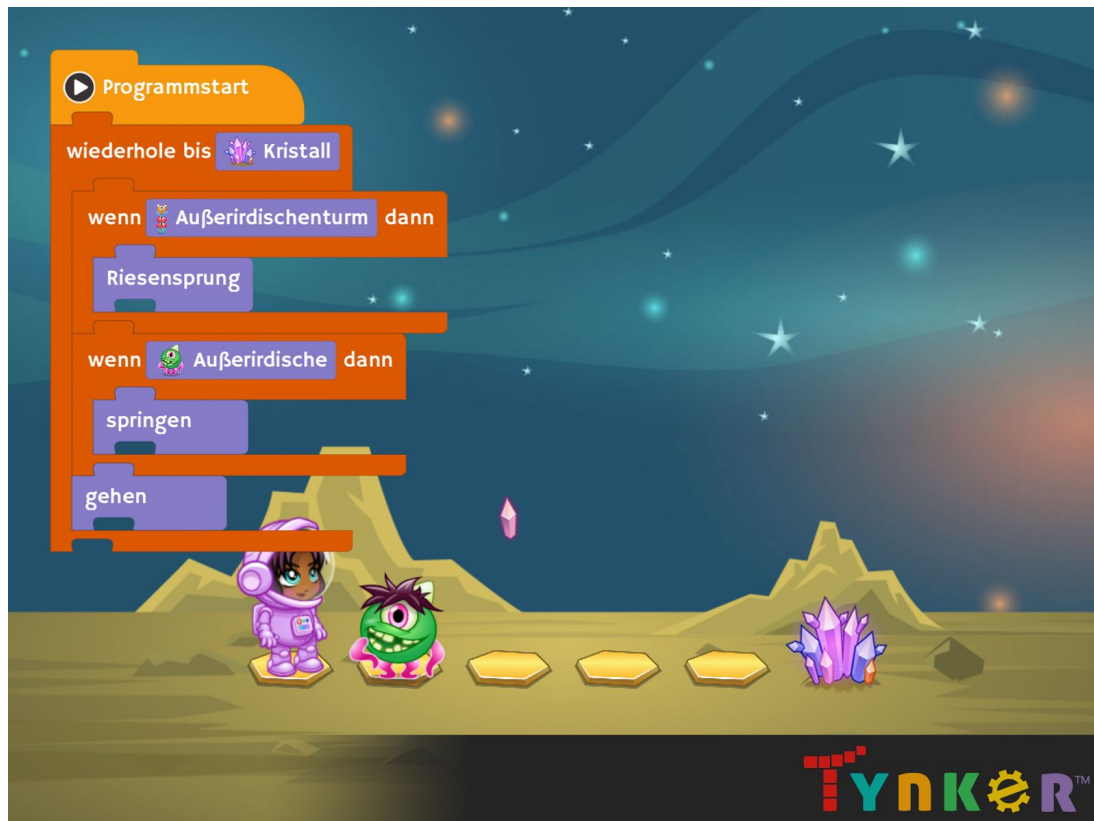 Programmstart
wiederhole bis Kristall
wenn Außerirdischenturm dann
Riesensprung
wenn Außerirdische dann
springen
gehen
TYNKER™